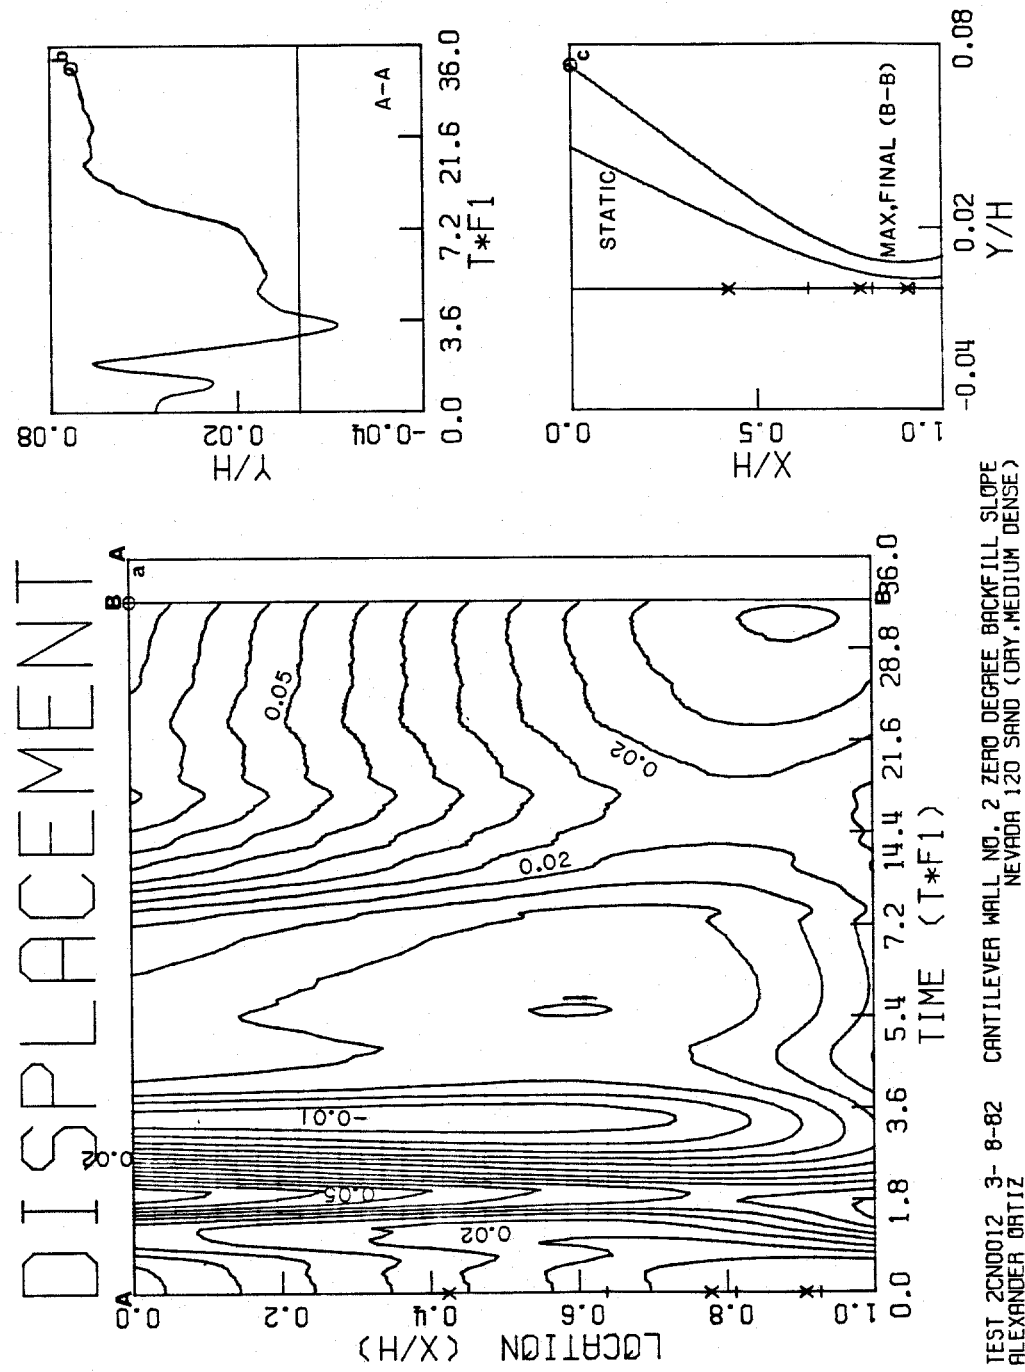 DISPLACEMENT
A
B
a
A
0.02
0.05
0.02
-0.01
0.02
0.05
0.02
B
0.0
0.2
0.4
0.6
0.8
1.0
LOCATION (X/H)
0.0
1.8
3.6
5.4
7.2
14.4
21.6
28.8
36.0
TIME (T*F1)
0.08
0.02
-0.04
Y/H
b
A-A
0.0
3.6
7.2
21.6
36.0
T*F1
0.0
0.5
1.0
X/H
c
STATIC
MAX,FINAL (B-B)
-0.04
0.02
0.08
Y/H
TEST 2CN0012 3- 8-82 CANTILEVER WALL NO. 2 ZERO DEGREE BACKFILL SLOPE
ALEXANDER ORTIZ NEVADA 120 SAND (DRY,MEDIUM DENSE)